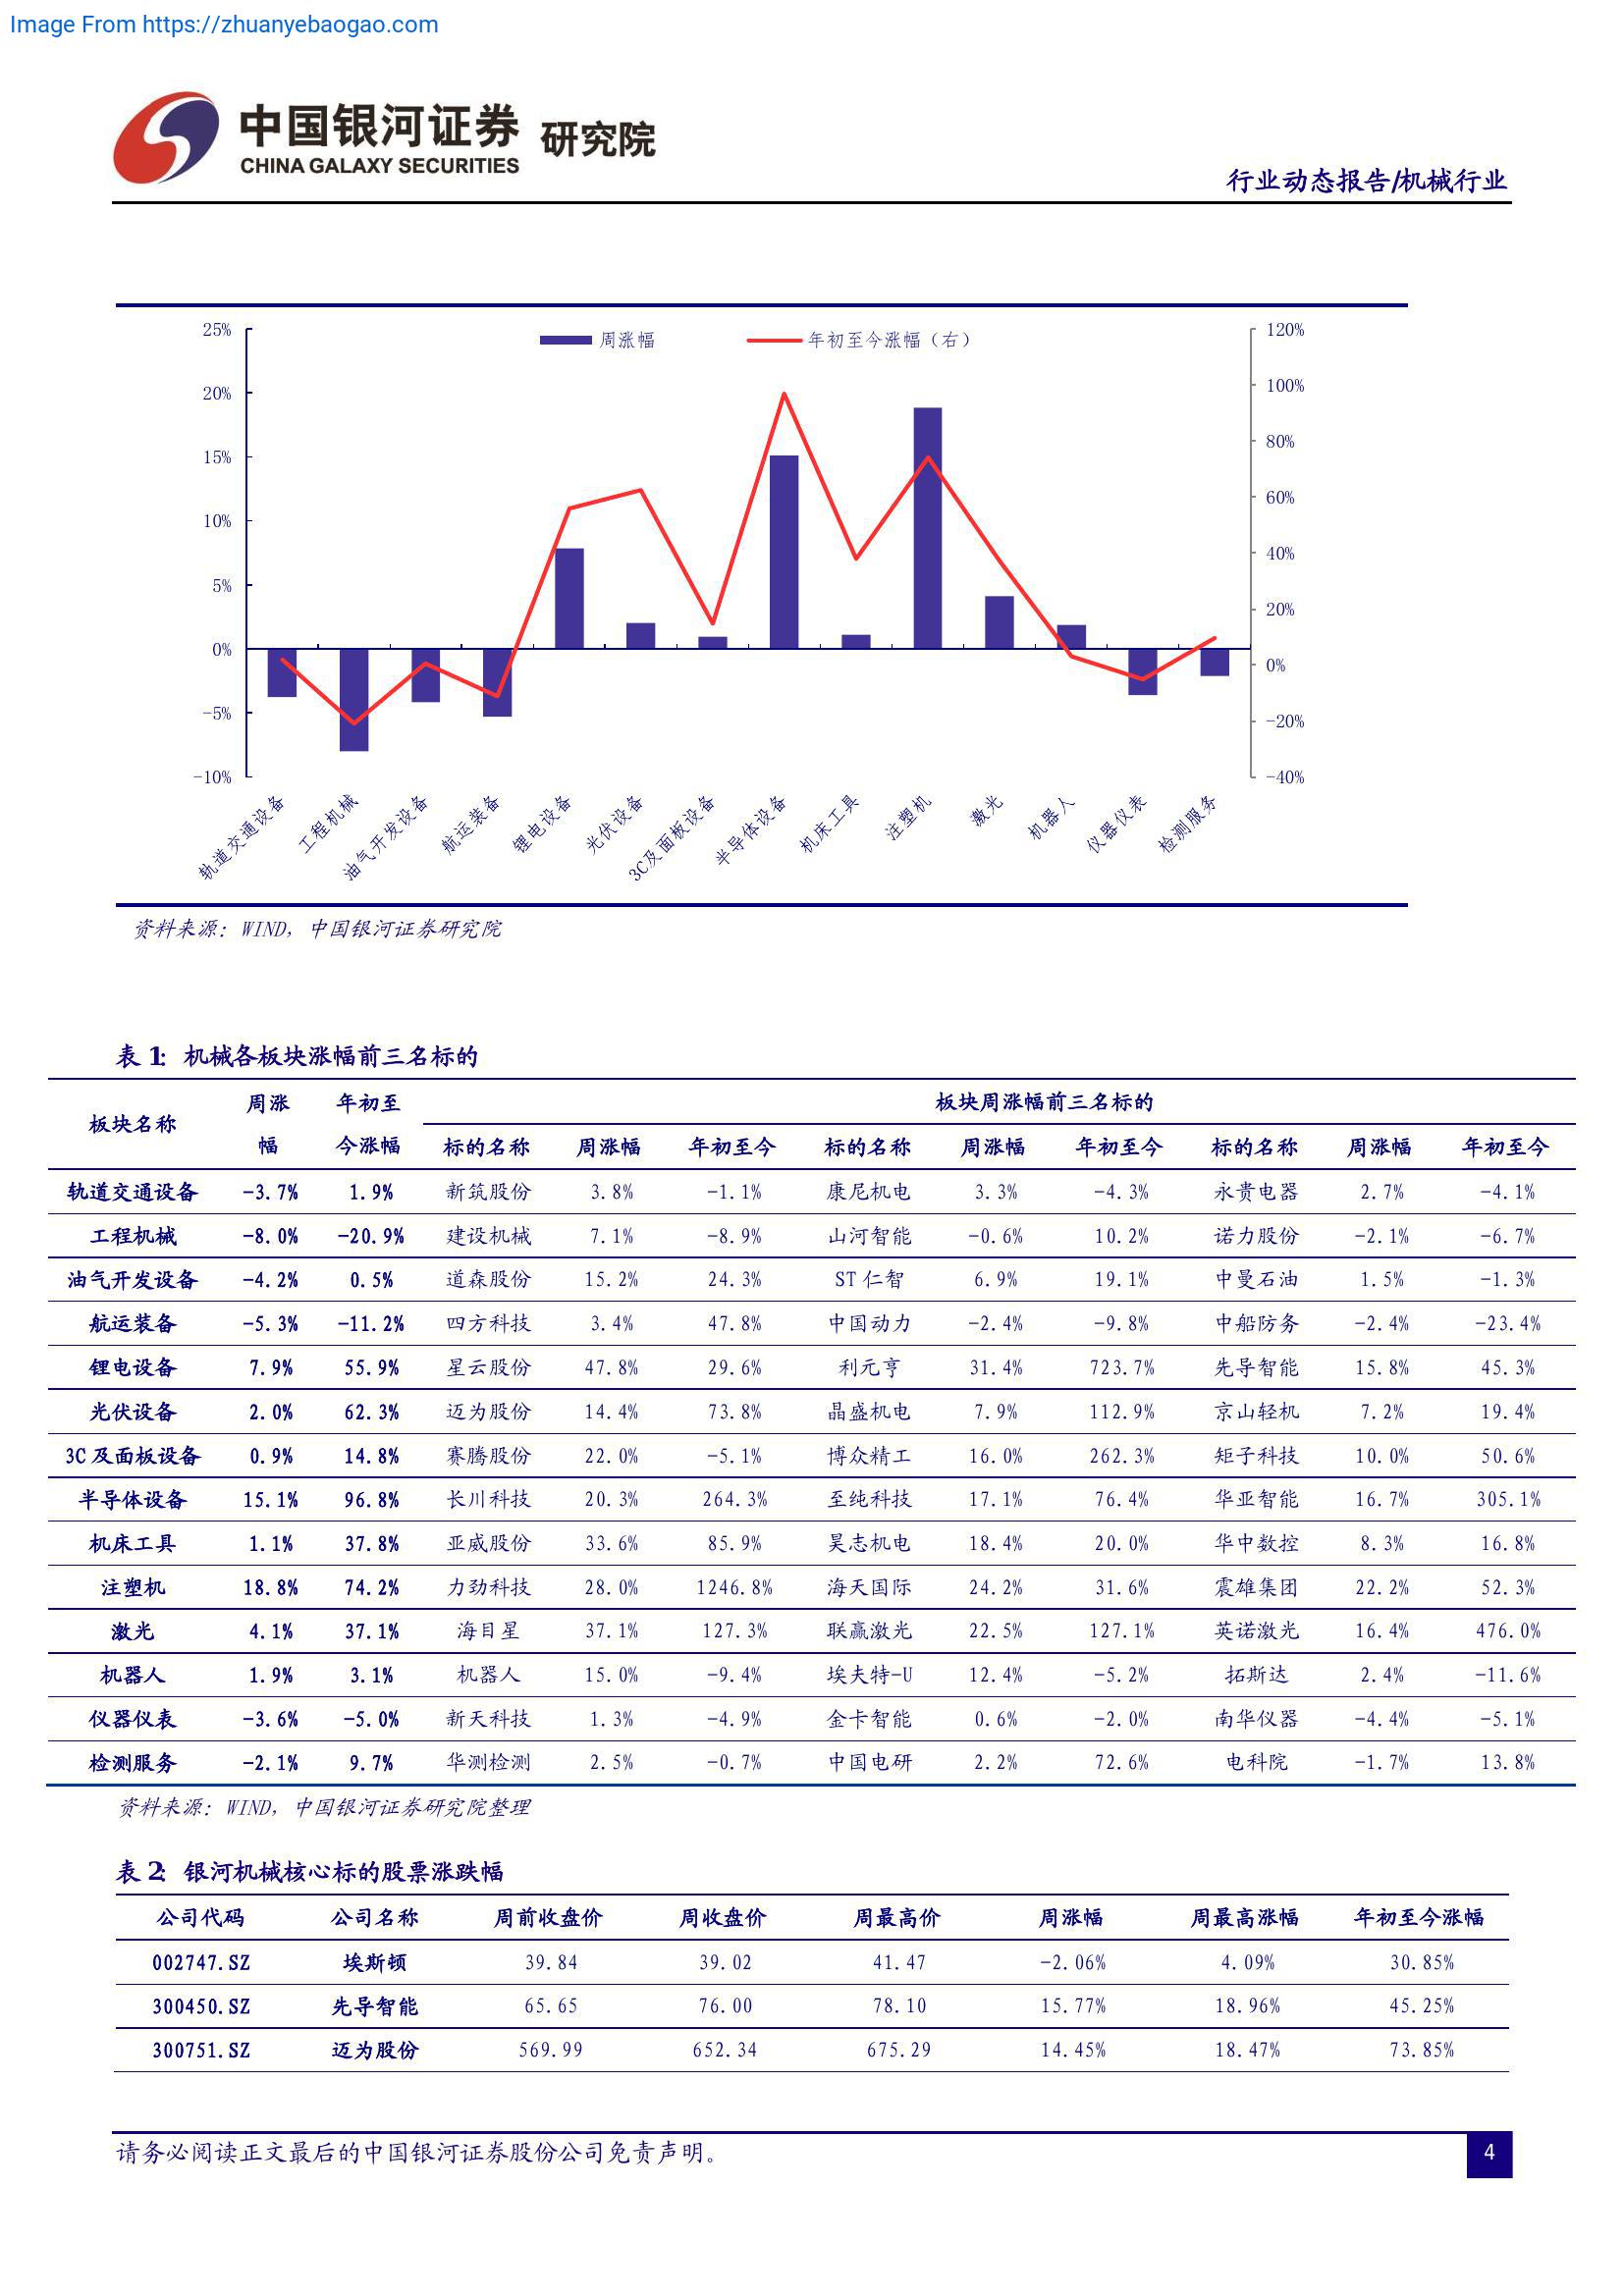 Image From https://zhuanyebaogao.com
中国银河证券 研究院
CHINA GALAXY SECURITIES
行业动态报告/机械行业
周涨幅 年初至今涨幅（右）
25% 120%
20% 100%
15% 80%
10% 60%
5% 40%
0% 20%
-5% 0%
-10% -20%
-40%
轨道交通设备 工程机械 油气开发设备 航运装备 锂电设备 光伏设备 3C及面板设备 半导体设备 机床工具 注塑机 激光 机器人 仪器仪表 检测服务
资料来源：WIND，中国银河证券研究院
表 1： 机械各板块涨幅前三名标的
板块名称 周涨幅 年初至今涨幅 板块周涨幅前三名标的
标的名称 周涨幅 年初至今 标的名称 周涨幅 年初至今 标的名称 周涨幅 年初至今
轨道交通设备 -3.7% 1.9% 新筑股份 3.8% -1.1% 康尼机电 3.3% -4.3% 永贵电器 2.7% -4.1%
工程机械 -8.0% -20.9% 建设机械 7.1% -8.9% 山河智能 -0.6% 10.2% 诺力股份 -2.1% -6.7%
油气开发设备 -4.2% 0.5% 道森股份 15.2% 24.3% ST 仁智 6.9% 19.1% 中曼石油 1.5% -1.3%
航运装备 -5.3% -11.2% 四方科技 3.4% 47.8% 中国动力 -2.4% -9.8% 中船防务 -2.4% -23.4%
锂电设备 7.9% 55.9% 星云股份 47.8% 29.6% 利元亨 31.4% 723.7% 先导智能 15.8% 45.3%
光伏设备 2.0% 62.3% 迈为股份 14.4% 73.8% 晶盛机电 7.9% 112.9% 京山轻机 7.2% 19.4%
3C 及面板设备 0.9% 14.8% 赛腾股份 22.0% -5.1% 博众精工 16.0% 262.3% 矩子科技 10.0% 50.6%
半导体设备 15.1% 96.8% 长川科技 20.3% 264.3% 至纯科技 17.1% 76.4% 华亚智能 16.7% 305.1%
机床工具 1.1% 37.8% 亚威股份 33.6% 85.9% 昊志机电 18.4% 20.0% 华中数控 8.3% 16.8%
注塑机 18.8% 74.2% 力劲科技 28.0% 1246.8% 海天国际 24.2% 31.6% 震雄集团 22.2% 52.3%
激光 4.1% 37.1% 海目星 37.1% 127.3% 联赢激光 22.5% 127.1% 英诺激光 16.4% 476.0%
机器人 1.9% 3.1% 机器人 15.0% -9.4% 埃夫特-U 12.4% -5.2% 拓斯达 2.4% -11.6%
仪器仪表 -3.6% -5.0% 新天科技 1.3% -4.9% 金卡智能 0.6% -2.0% 南华仪器 -4.4% -5.1%
检测服务 -2.1% 9.7% 华测检测 2.5% -0.7% 中国电研 2.2% 72.6% 电科院 -1.7% 13.8%
资料来源：WIND，中国银河证券研究院整理
表 2： 银河机械核心标的股票涨跌幅
公司代码 公司名称 周前收盘价 周收盘价 周最高价 周涨幅 周最高涨幅 年初至今涨幅
002747.SZ 埃斯顿 39.84 39.02 41.47 -2.06% 4.09% 30.85%
300450.SZ 先导智能 65.65 76.00 78.10 15.77% 18.96% 45.25%
300751.SZ 迈为股份 569.99 652.34 675.29 14.45% 18.47% 73.85%
请务必阅读正文最后的中国银河证券股份公司免责声明。
4